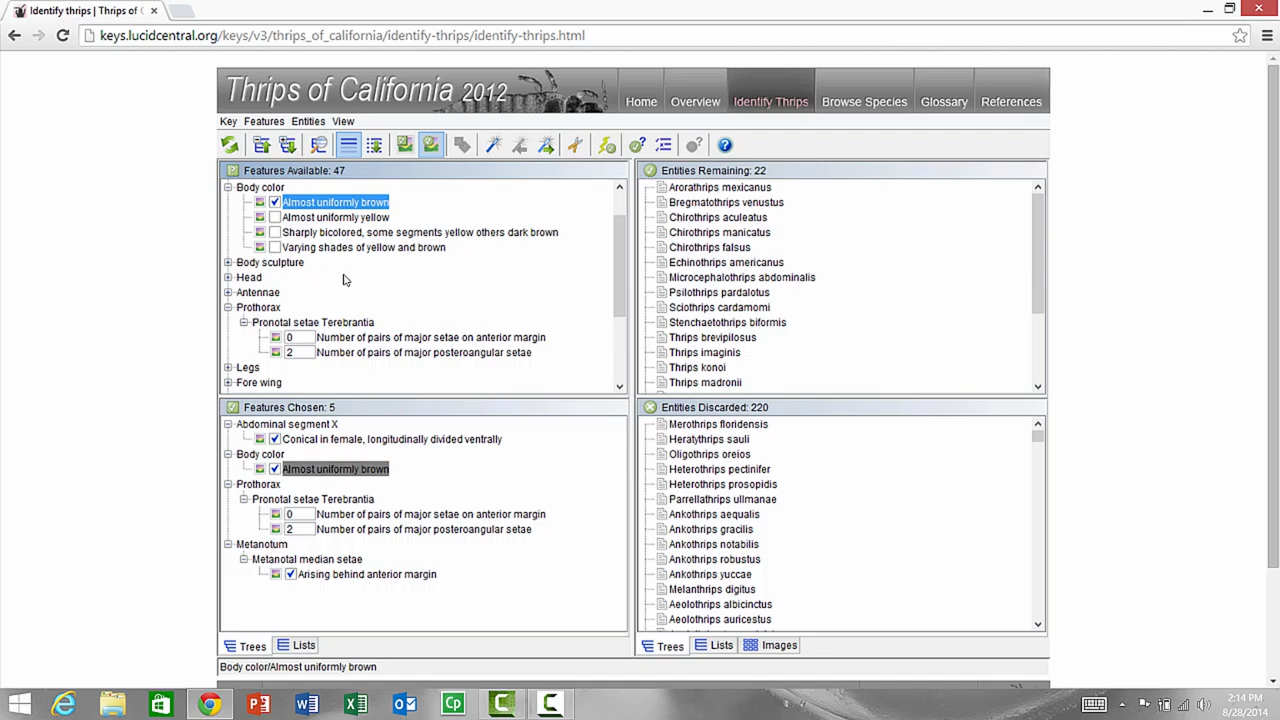 Identify thrips | Thrips of C
keys.lucidcentral.org/keys/v3/thrips_of_california/identify-thrips/identify-thrips.html
Thrips of California 2012
Home Overview Identify Thrips Browse Species Glossary References
Key Features Entities View
Features Available: 47
Body color
Almost uniformly brown
Almost uniformly yellow
Sharply bicolored, some segments yellow others dark brown
Varying shades of yellow and brown
Body sculpture
Head
Antennae
Prothorax
Pronotal setae Terebrantia
0 Number of pairs of major setae on anterior margin
2 Number of pairs of major posteroangular setae
Legs
Fore wing
Entities Remaining: 22
Arorathrips mexicanus
Bregmatothrips venustus
Chirothrips aculeatus
Chirothrips manicatus
Chirothrips falsus
Echinothrips americanus
Microcephalothrips abdominalis
Psilothrips pardalotus
Sciothrips cardamomi
Stenchaetothrips biformis
Thrips brevipilosus
Thrips imaginis
Thrips konoi
Thrips madronii
Features Chosen: 5
Abdominal segment X
Conical in female, longitudinally divided ventrally
Body color
Almost uniformly brown
Prothorax
Pronotal setae Terebrantia
0 Number of pairs of major setae on anterior margin
2 Number of pairs of major posteroangular setae
Metanotum
Metanotal median setae
Arising behind anterior margin
Entities Discarded: 220
Merothrips floridensis
Heratythrips sauli
Oligothrips oreios
Heterothrips pectinifer
Heterothrips prosopidis
Parrellathrips ullmanae
Ankothrips aequalis
Ankothrips gracilis
Ankothrips notabilis
Ankothrips robustus
Ankothrips yuccae
Melanthrips digitus
Aeolothrips albicinctus
Aeolothrips auricestus
Trees Lists
Trees Lists Images
Body color/Almost uniformly brown
2:14 PM
8/28/2014